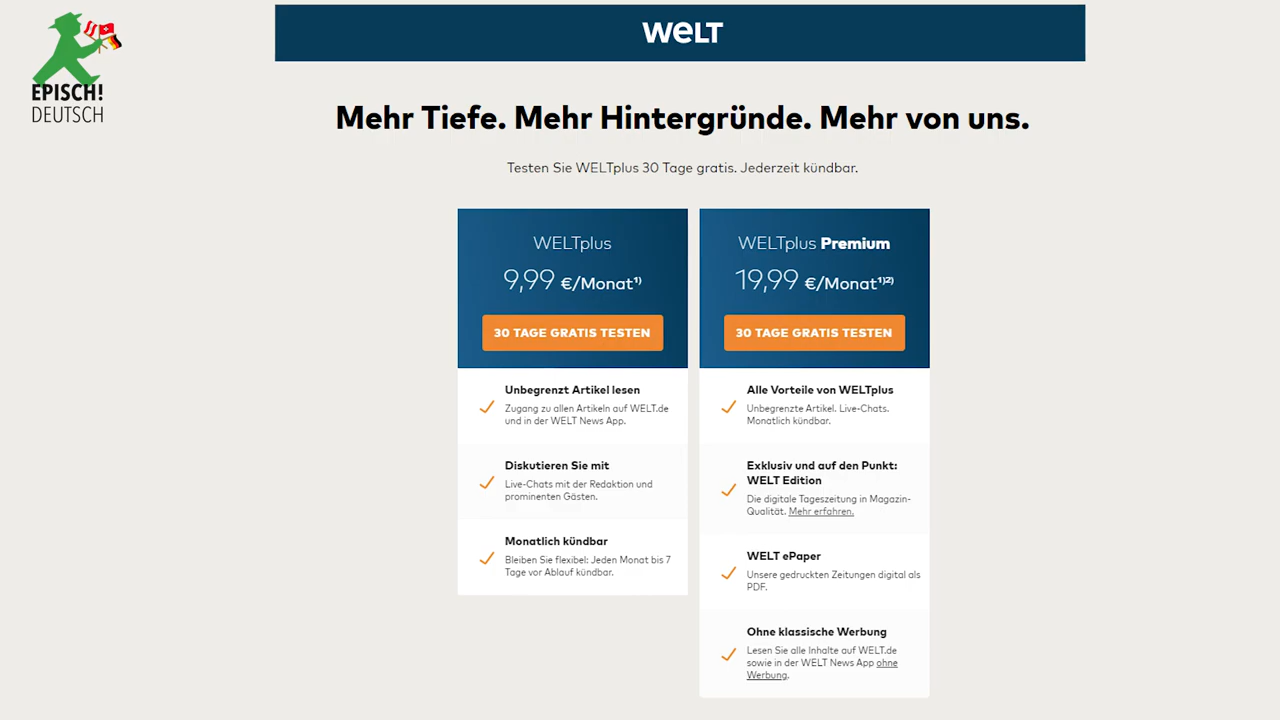 EPISCH!
DEUTSCH
WELT
Mehr Tiefe. Mehr Hintergründe. Mehr von uns.
Testen Sie WELTplus 30 Tage gratis. Jederzeit kündbar.
WELTplus
9,99 €/Monat¹⁾
30 TAGE GRATIS TESTEN
Unbegrenzt Artikel lesen
Zugang zu allen Artikeln auf WELT.de
und in der WELT News App.
Diskutieren Sie mit
Live-Chats mit der Redaktion und
prominenten Gästen.
Monatlich kündbar
Bleiben Sie flexibel: Jeden Monat bis 7
Tage vor Ablauf kündbar.
WELTplus Premium
19,99 €/Monat¹⁾²⁾
30 TAGE GRATIS TESTEN
Alle Vorteile von WELTplus
Unbegrenzte Artikel. Live-Chats.
Monatlich kündbar.
Exklusiv und auf den Punkt:
WELT Edition
Die digitale Tageszeitung in Magazin-
Qualität. Mehr erfahren.
WELT ePaper
Unsere gedruckten Zeitungen digital als
PDF.
Ohne klassische Werbung
Lesen Sie alle Inhalte auf WELT.de
sowie in der WELT News App ohne
Werbung.